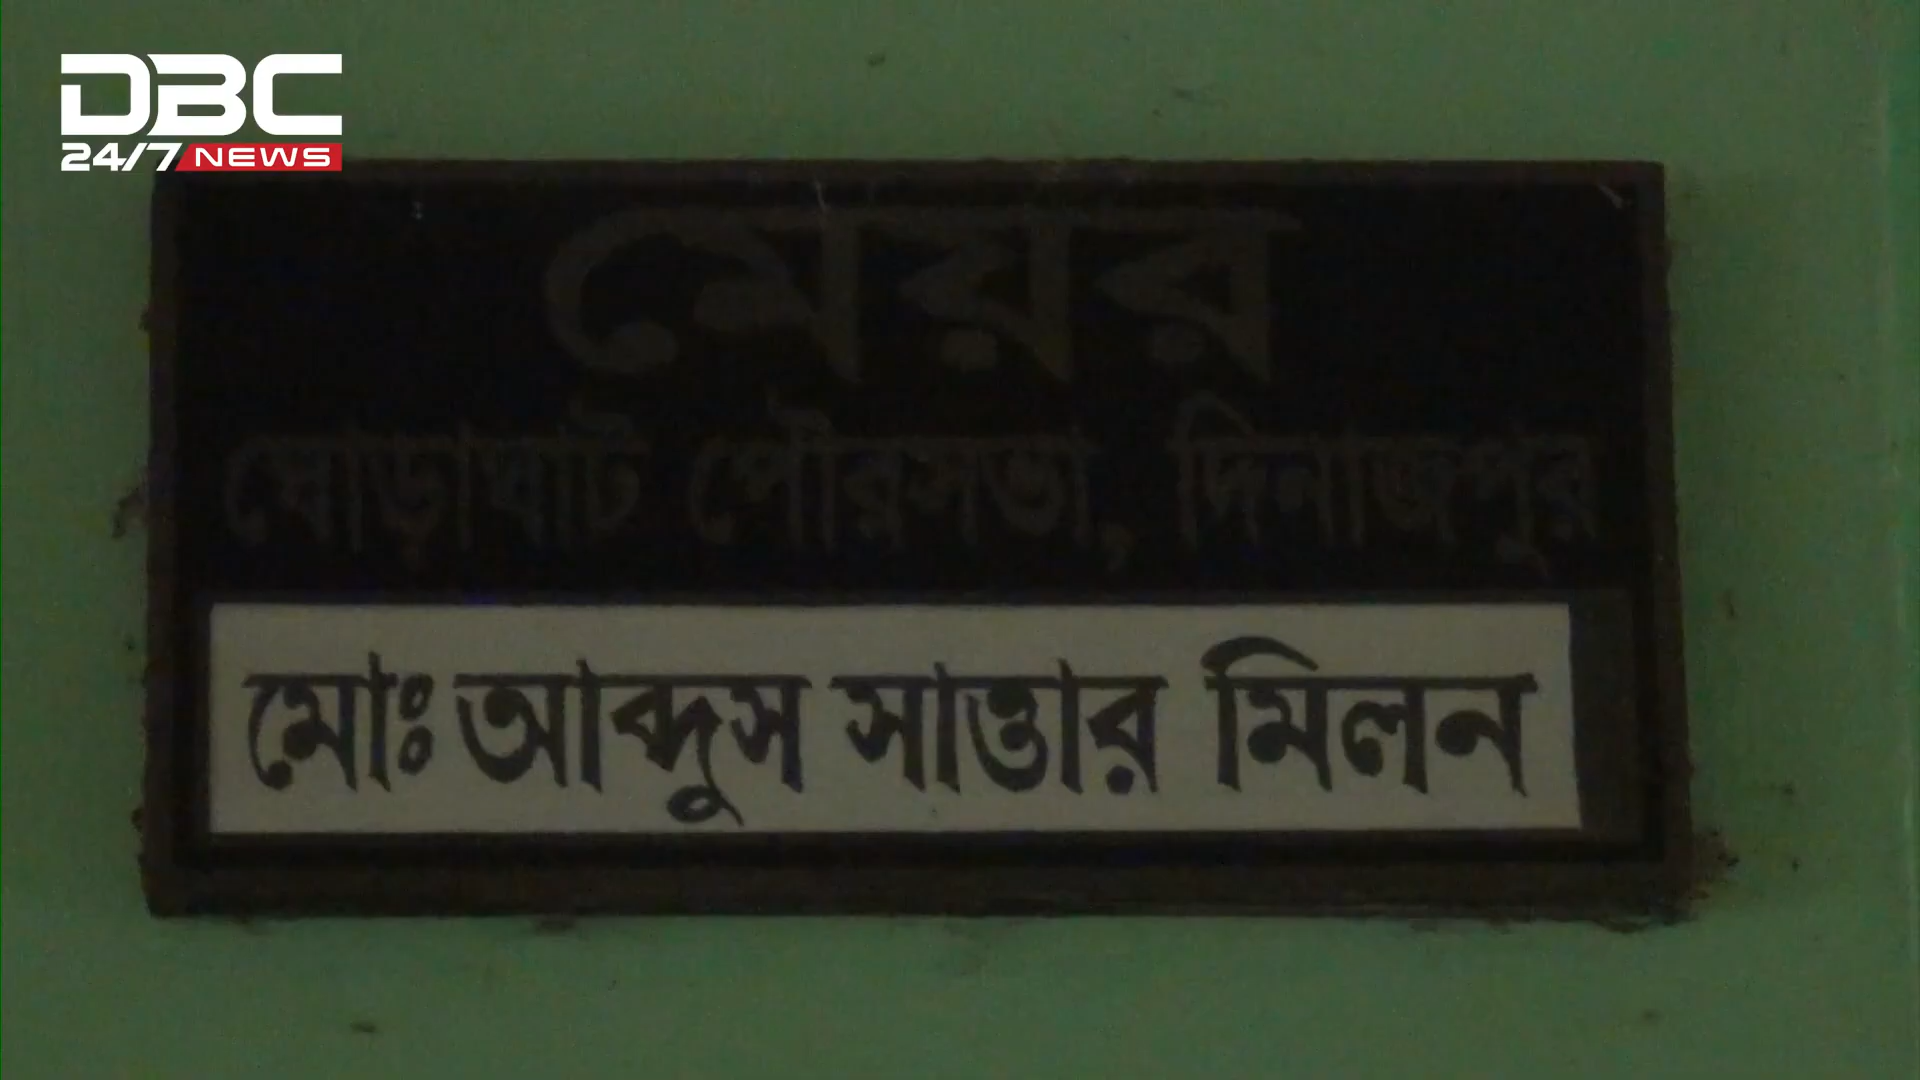 DBC
24/7 NEWS
মেয়র
ঘোড়াঘাট পৌরসভা, দিনাজপুর
মোঃ আব্দুস সাত্তার মিলন